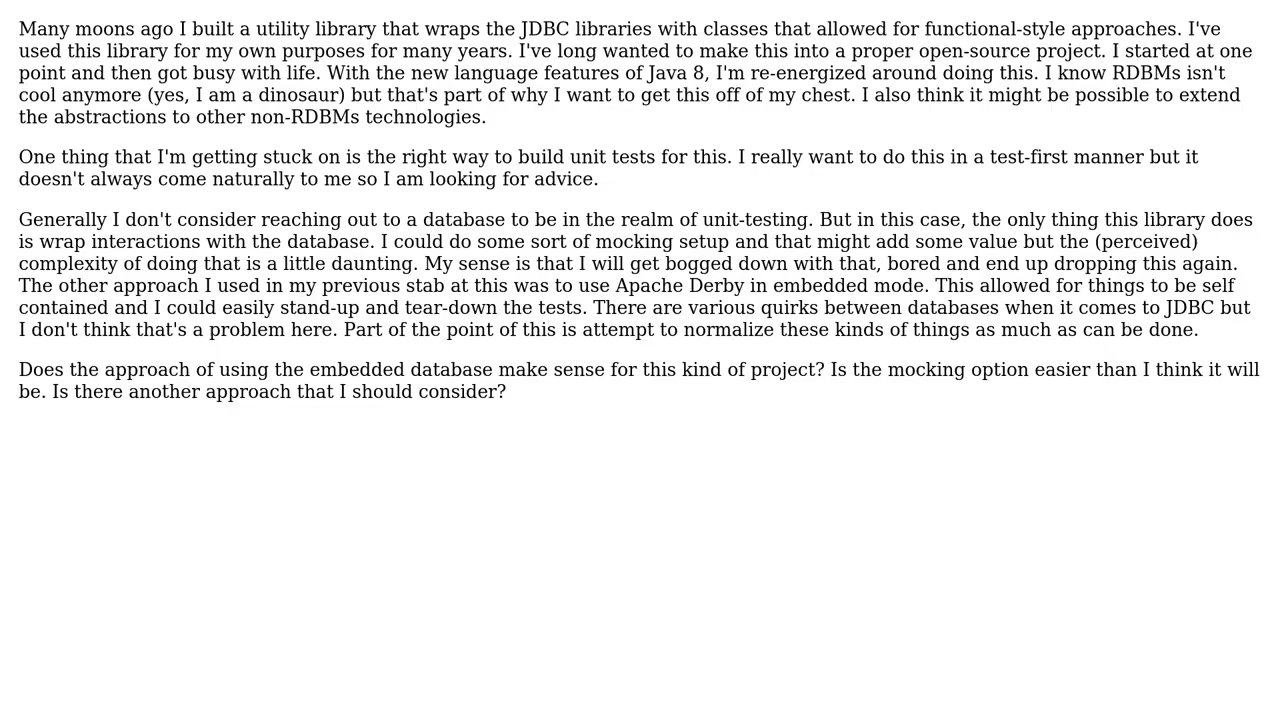 Many moons ago I built a utility library that wraps the JDBC libraries with classes that allowed for functional-style approaches. I've
used this library for my own purposes for many years. I've long wanted to make this into a proper open-source project. I started at one
point and then got busy with life. With the new language features of Java 8, I'm re-energized around doing this. I know RDBMs isn't
cool anymore (yes, I am a dinosaur) but that's part of why I want to get this off of my chest. I also think it might be possible to extend
the abstractions to other non-RDBMs technologies.
One thing that I'm getting stuck on is the right way to build unit tests for this. I really want to do this in a test-first manner but it
doesn't always come naturally to me so I am looking for advice.
Generally I don't consider reaching out to a database to be in the realm of unit-testing. But in this case, the only thing this library does
is wrap interactions with the database. I could do some sort of mocking setup and that might add some value but the (perceived)
complexity of doing that is a little daunting. My sense is that I will get bogged down with that, bored and end up dropping this again.
The other approach I used in my previous stab at this was to use Apache Derby in embedded mode. This allowed for things to be self
contained and I could easily stand-up and tear-down the tests. There are various quirks between databases when it comes to JDBC but
I don't think that's a problem here. Part of the point of this is attempt to normalize these kinds of things as much as can be done.
Does the approach of using the embedded database make sense for this kind of project? Is the mocking option easier than I think it will
be. Is there another approach that I should consider?